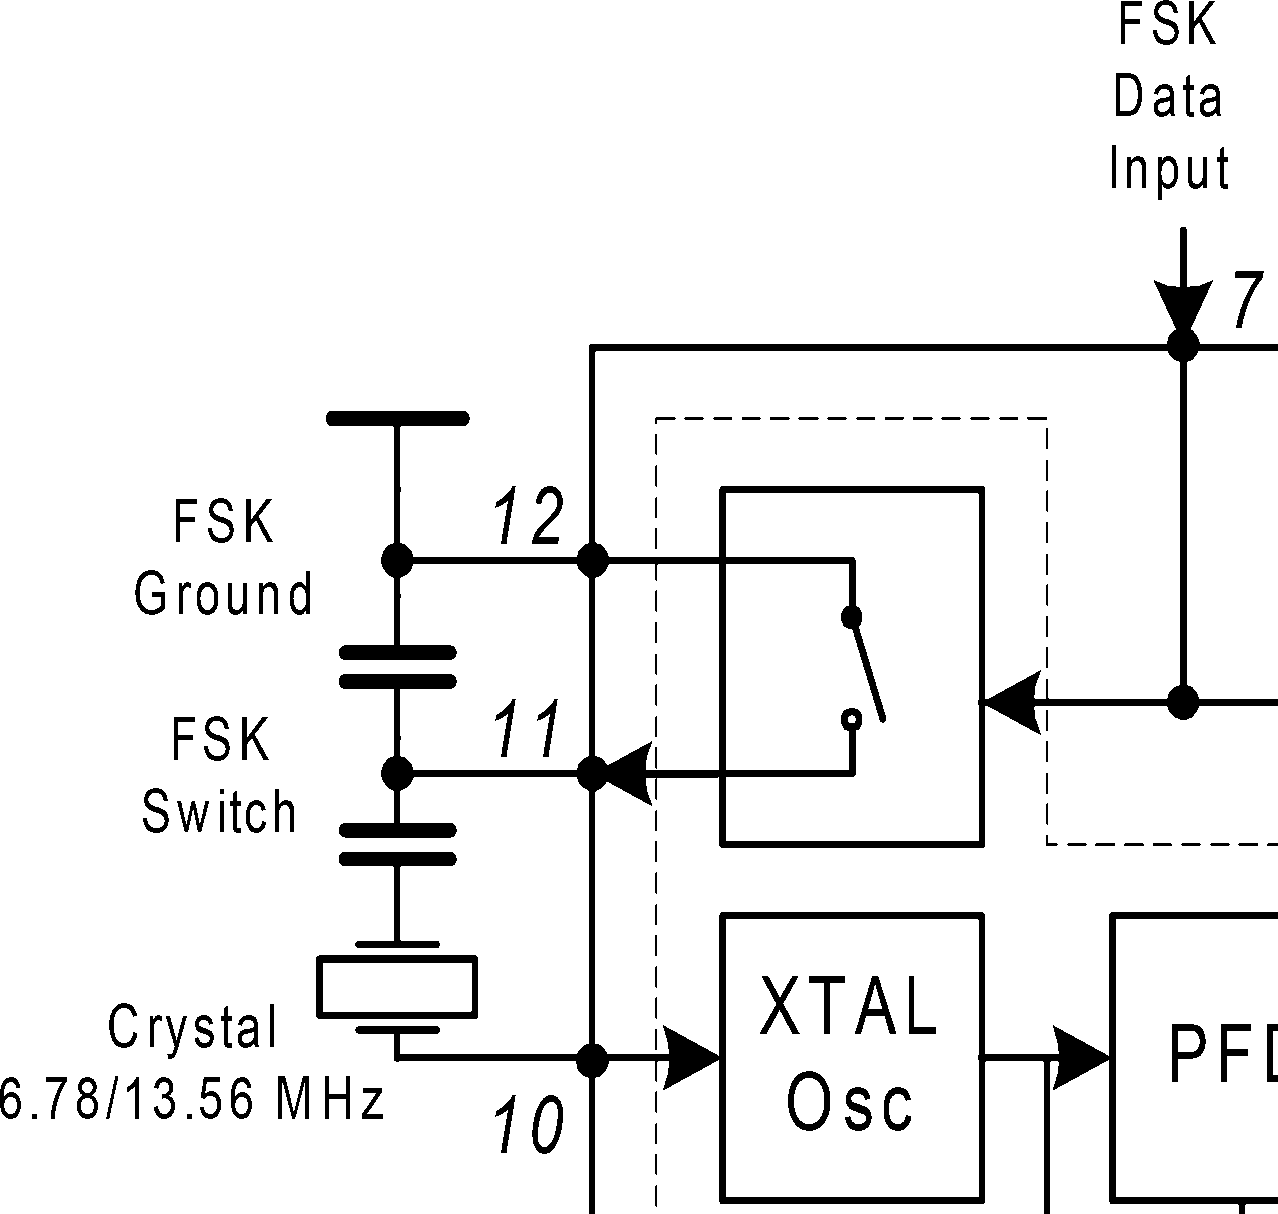 FSK
Data
Input
7
12
FSK
Ground
11
FSK
Switch
XTAL
Osc
Crystal
6.78/13.56 MHz
10